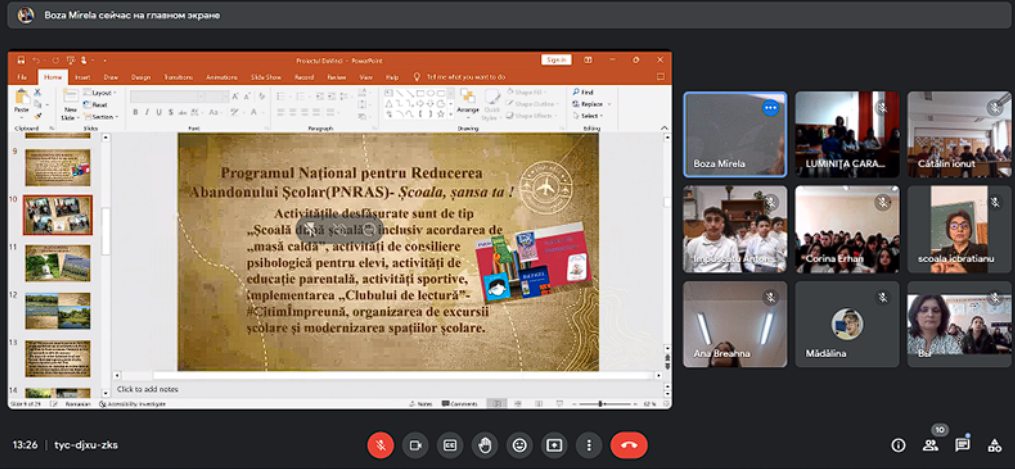 Boza Mirela сейчас на главном экране
Proiectul DaVinci - PowerPoint
Sign in
File Home Insert Draw Design Transitions Animations Slide Show Record Review View Help Tell me what you want to do
Paste
New
Slide
Layout
Reset
Section
Arrange
Quick
Styles
Shape Fill
Shape Outline
Shape Effects
Find
Replace
Select
Clipboard Slides Font Paragraph Drawing Editing
9
10
11
12
13
14
Programul Național pentru Reducerea
Abandonului Școlar(PNRAS)- Școala, șansa ta !
Activitățile desfășurate sunt de tip
„Școală după școală", inclusiv acordarea de
„masă caldă", activități de consiliere
psihologică pentru elevi, activități de
educație parentală, activități sportive,
implementarea „Clubului de lectură"-
#CitimÎmpreună, organizarea de excursii
școlare și modernizarea spațiilor școlare.
Click to add notes
Slide 9 of 29 Romanian Accessibility: Investigate
Notes Comments 62 %
Boza Mirela
LUMINIȚA CARA...
Cătălin ionut
Corina Erhan
scoala icbratianu
Ana Breahna
Mădălina
13:26 | tyc-djxu-zks
10